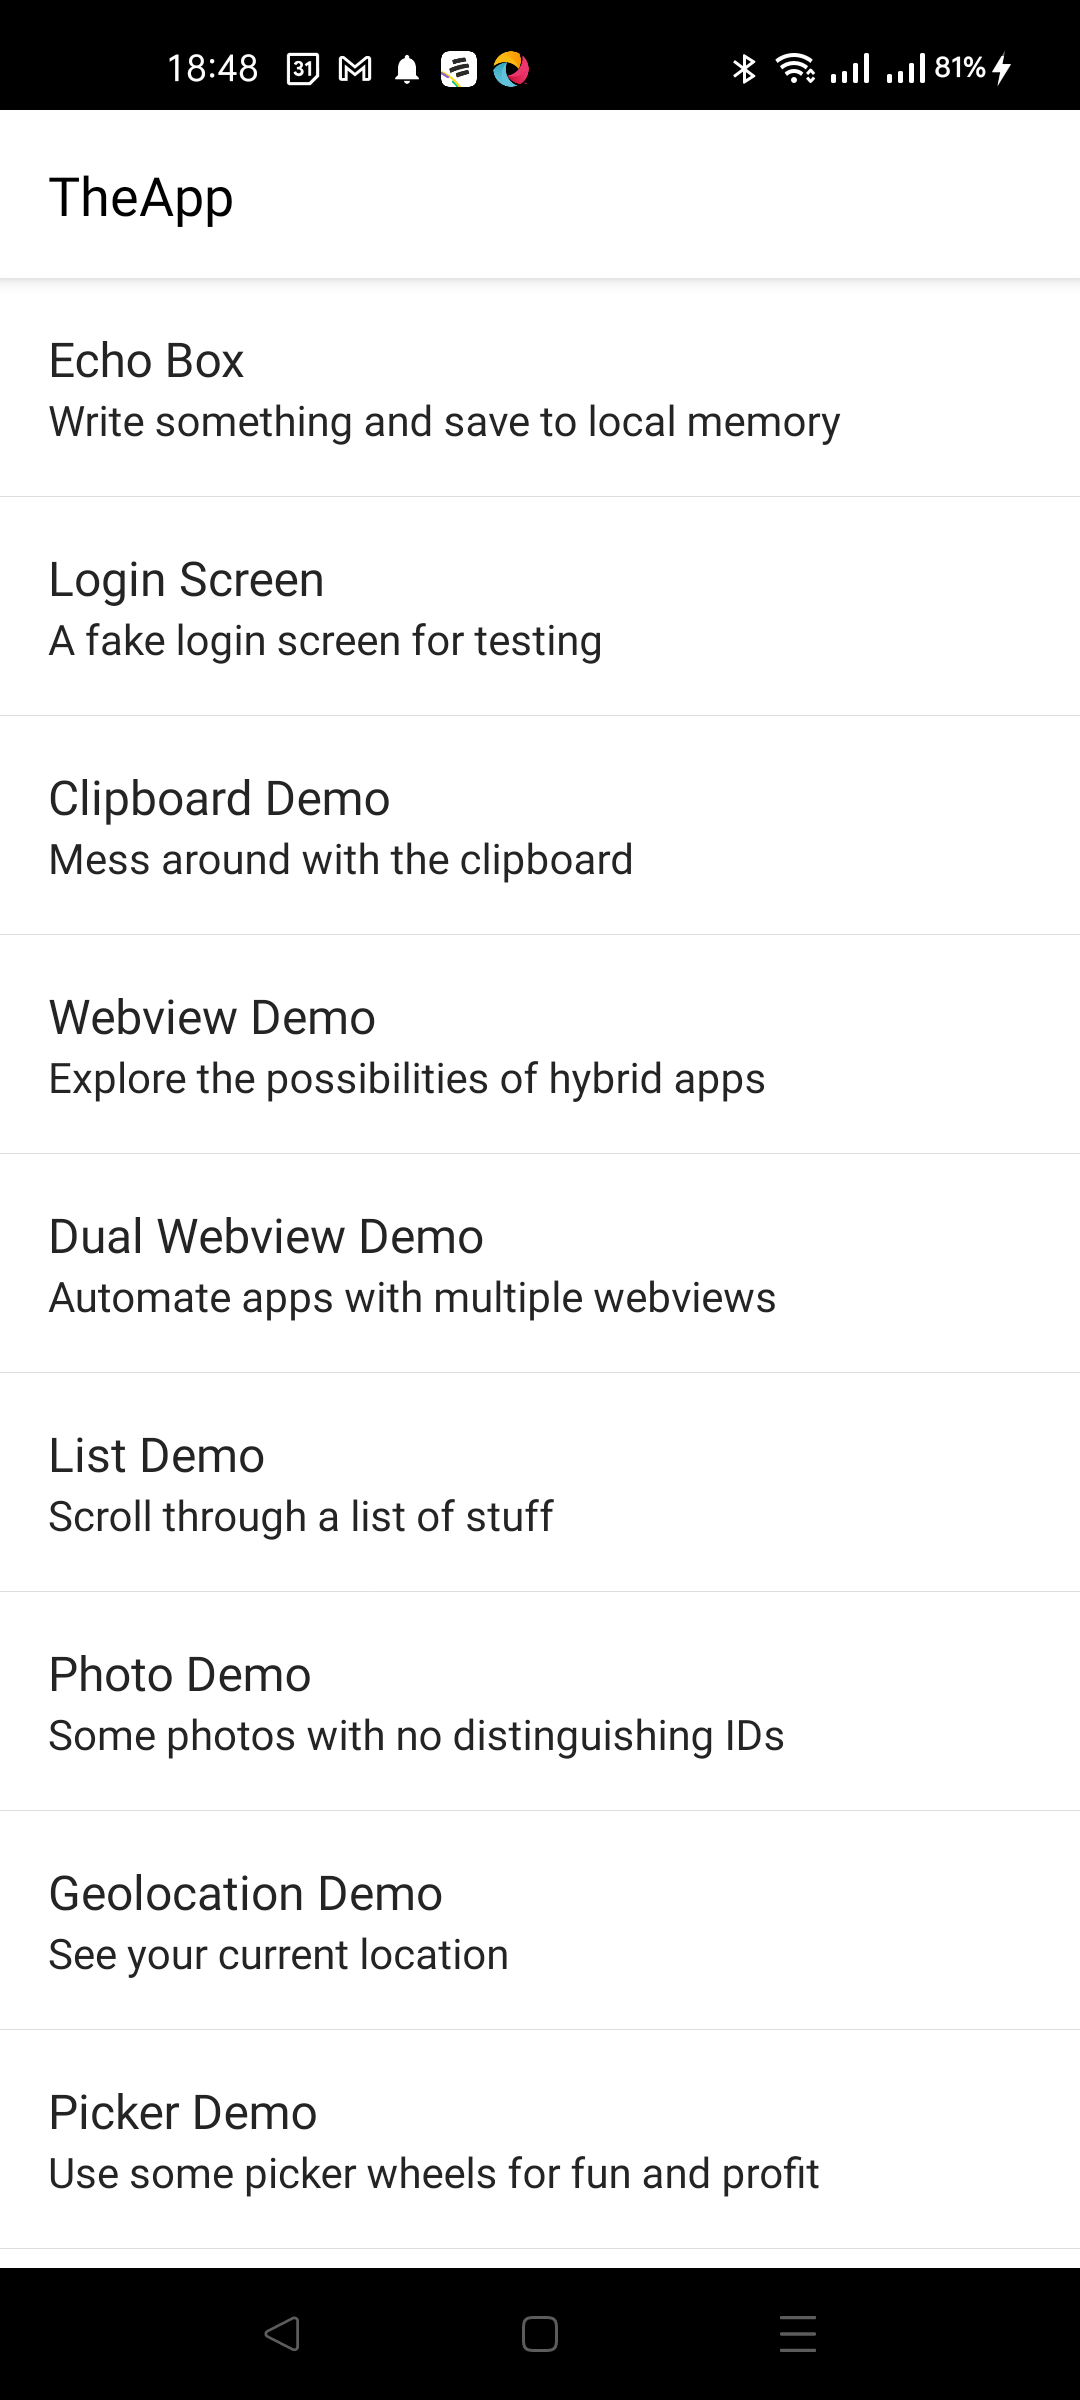 18:48 31 81%
TheApp
Echo Box
Write something and save to local memory
Login Screen
A fake login screen for testing
Clipboard Demo
Mess around with the clipboard
Webview Demo
Explore the possibilities of hybrid apps
Dual Webview Demo
Automate apps with multiple webviews
List Demo
Scroll through a list of stuff
Photo Demo
Some photos with no distinguishing IDs
Geolocation Demo
See your current location
Picker Demo
Use some picker wheels for fun and profit